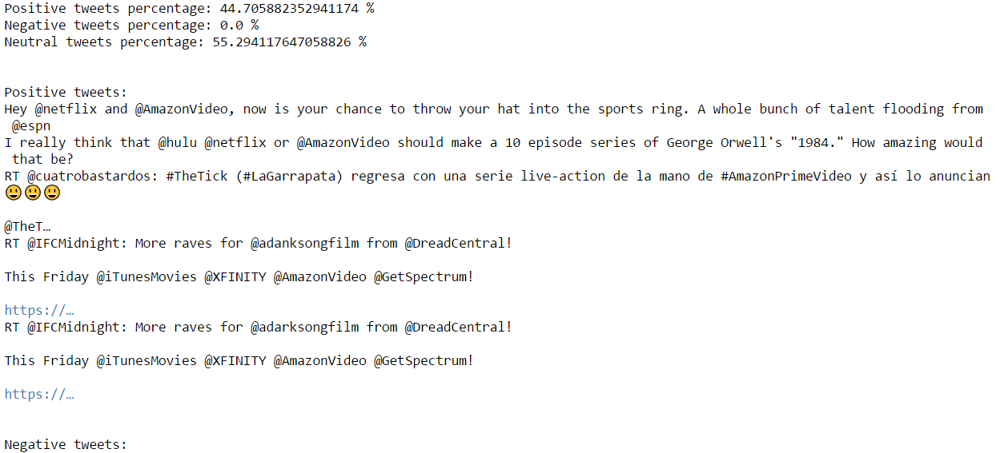 Positive tweets percentage: 44.705882352941174 %
Negative tweets percentage: 0.0 %
Neutral tweets percentage: 55.294117647058826 %
Positive tweets:
Hey @netflix and @AmazonVideo, now is your chance to throw your hat into the sports ring. A whole bunch of talent flooding from
@espn
I really think that @hulu @netflix or @AmazonVideo should make a 10 episode series of George Orwell's "1984." How amazing would
that be?
RT @cuatrobastardos: #TheTick (#LaGarrapata) regresa con una serie live-action de la mano de #AmazonPrimeVideo y así lo anuncian
😃😃😃
@TheT…
RT @IFCMidnight: More raves for @adanksongfilm from @DreadCentral!
This Friday @iTunesMovies @XFINITY @AmazonVideo @GetSpectrum!
https://…
RT @IFCMidnight: More raves for @adarksongfilm from @DreadCentral!
This Friday @iTunesMovies @XFINITY @AmazonVideo @GetSpectrum!
https://…
Negative tweets: